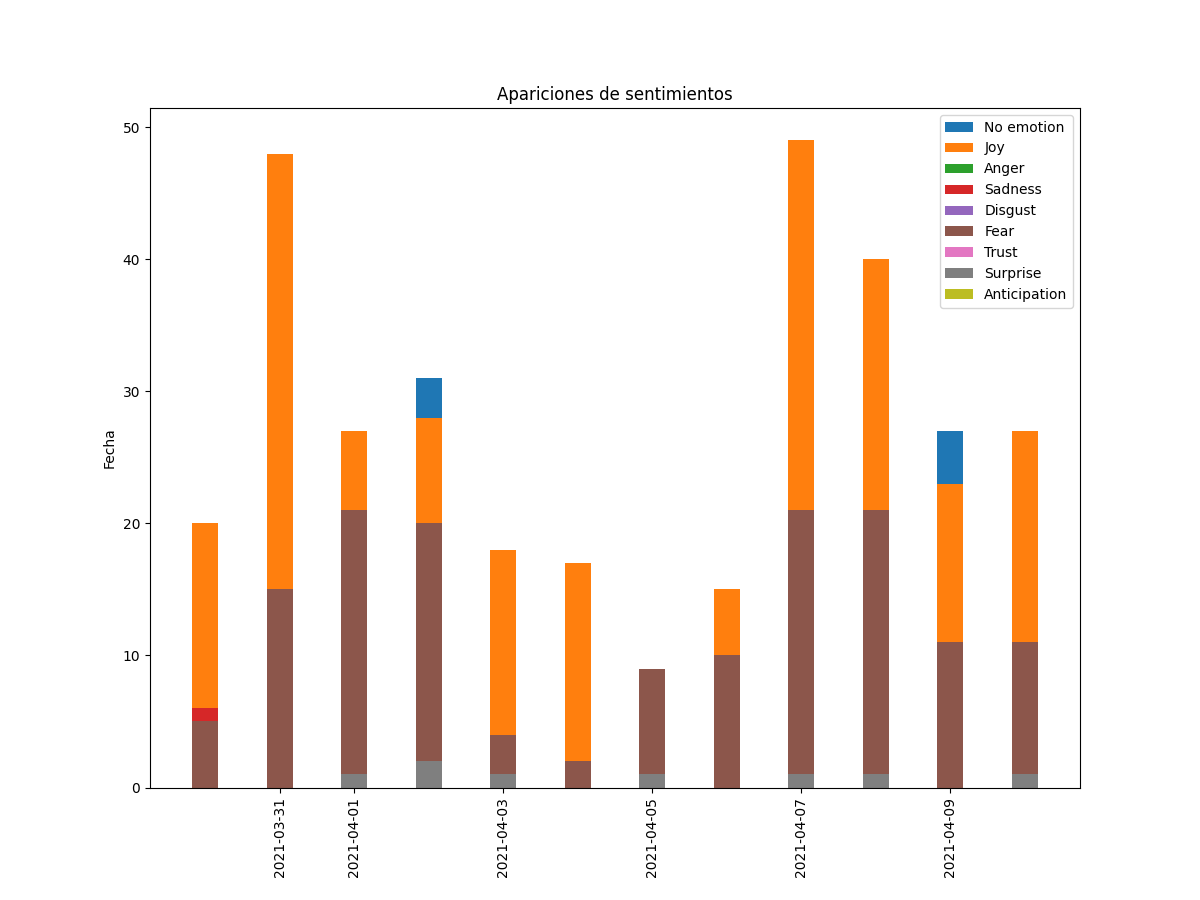 Apariciones de sentimientos
No emotion
Joy
Anger
Sadness
Disgust
Fear
Trust
Surprise
Anticipation
50
40
30
20
10
0
Fecha
2021-03-31
2021-04-01
2021-04-03
2021-04-05
2021-04-07
2021-04-09